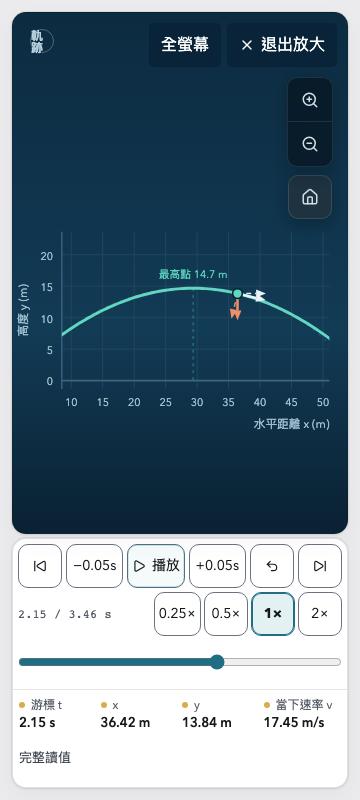 軌跡
全螢幕
退出放大
最高點 14.7 m
高度 y (m)
20
15
10
5
0
10 15 20 25 30 35 40 45 50
水平距離 x (m)
−0.05s
播放
+0.05s
2.15 / 3.46 s
0.25×
0.5×
1×
2×
游標 t
2.15 s
x
36.42 m
y
13.84 m
當下速率 v
17.45 m/s
完整讀值